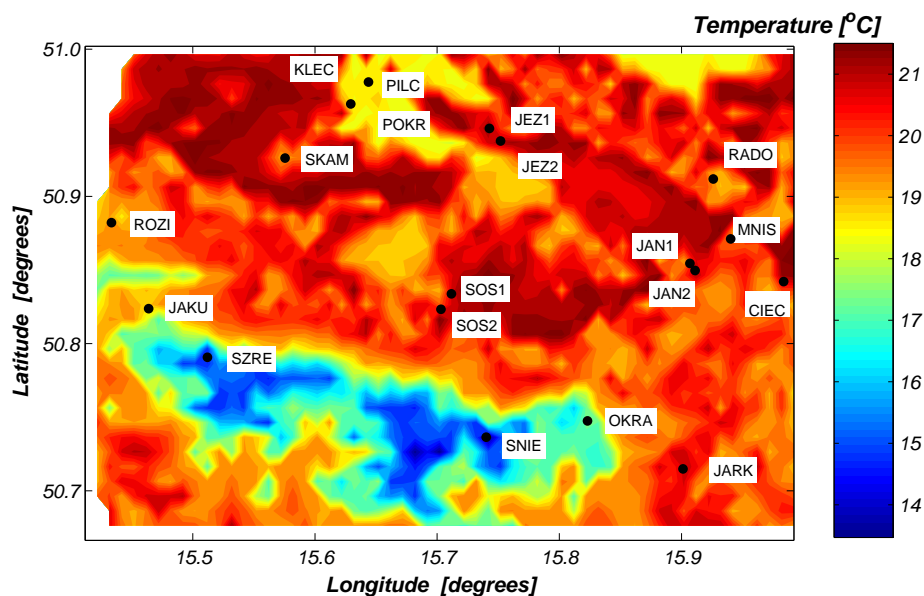 Temperature [°C]
51.0
50.9
50.8
50.7
Latitude [degrees]
KLEC
PILC
POKR
JEZ1
JEZ2
SKAM
RADO
ROZI
MNIS
JAN1
JAN2
CIEC
SOS1
SOS2
JAKU
SZRE
OKRA
SNIE
JARK
21
20
19
18
17
16
15
14
15.5
15.6
15.7
15.8
15.9
Longitude [degrees]